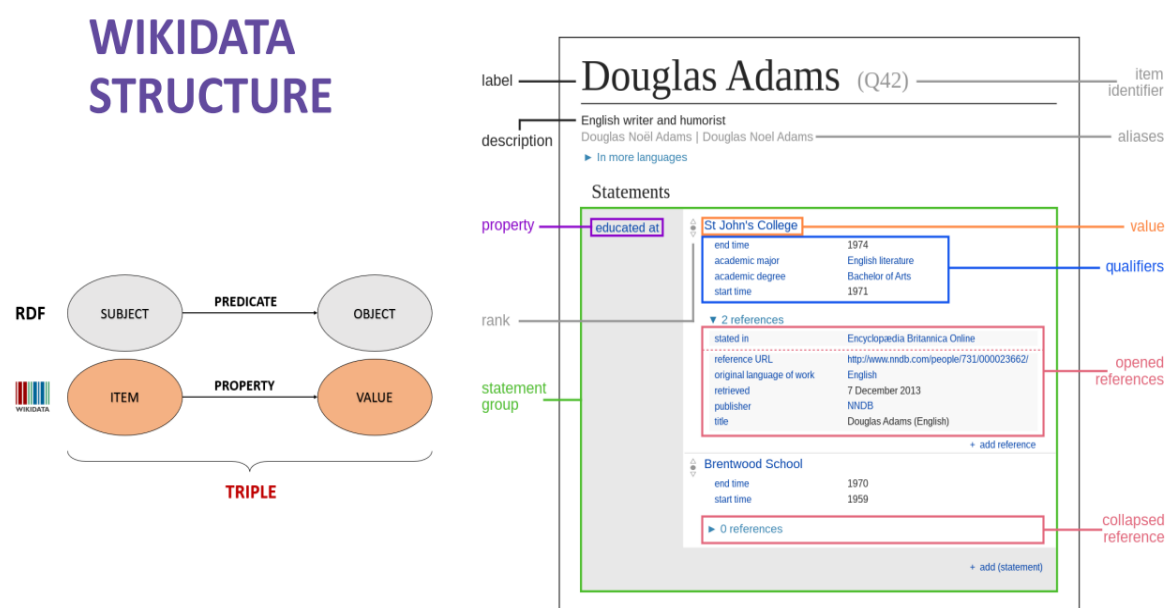 WIKIDATA
STRUCTURE
RDF
SUBJECT
PREDICATE
OBJECT
WIKIDATA
ITEM
PROPERTY
VALUE
TRIPLE
label
Douglas Adams (Q42)
item
identifier
description
English writer and humorist
Douglas Noël Adams | Douglas Noel Adams
aliases
► In more languages
Statements
property
educated at
St John's College
value
end time 1974
academic major English literature
academic degree Bachelor of Arts
start time 1971
qualifiers
rank
▼ 2 references
stated in Encyclopædia Britannica Online
reference URL http://www.nndb.com/people/731/000023662/
original language of work English
retrieved 7 December 2013
publisher NNDB
title Douglas Adams (English)
opened
references
statement
group
+ add reference
Brentwood School
end time 1970
start time 1959
► 0 references
collapsed
reference
+ add (statement)